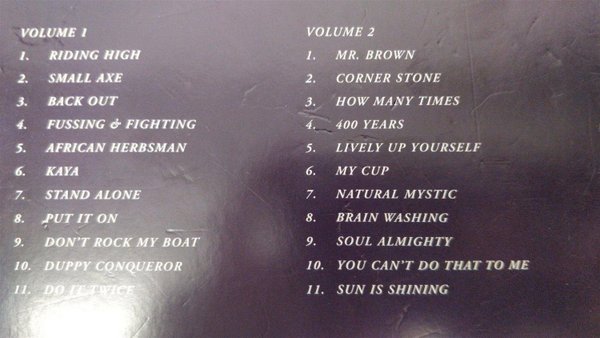 VOLUME 1
1. RIDING HIGH
2. SMALL AXE
3. BACK OUT
4. FUSSING & FIGHTING
5. AFRICAN HERBSMAN
6. KAYA
7. STAND ALONE
8. PUT IT ON
9. DON'T ROCK MY BOAT
10. DUPPY CONQUEROR
11. DO IT TWICE
VOLUME 2
1. MR. BROWN
2. CORNER STONE
3. HOW MANY TIMES
4. 400 YEARS
5. LIVELY UP YOURSELF
6. MY CUP
7. NATURAL MYSTIC
8. BRAIN WASHING
9. SOUL ALMIGHTY
10. YOU CAN'T DO THAT TO ME
11. SUN IS SHINING